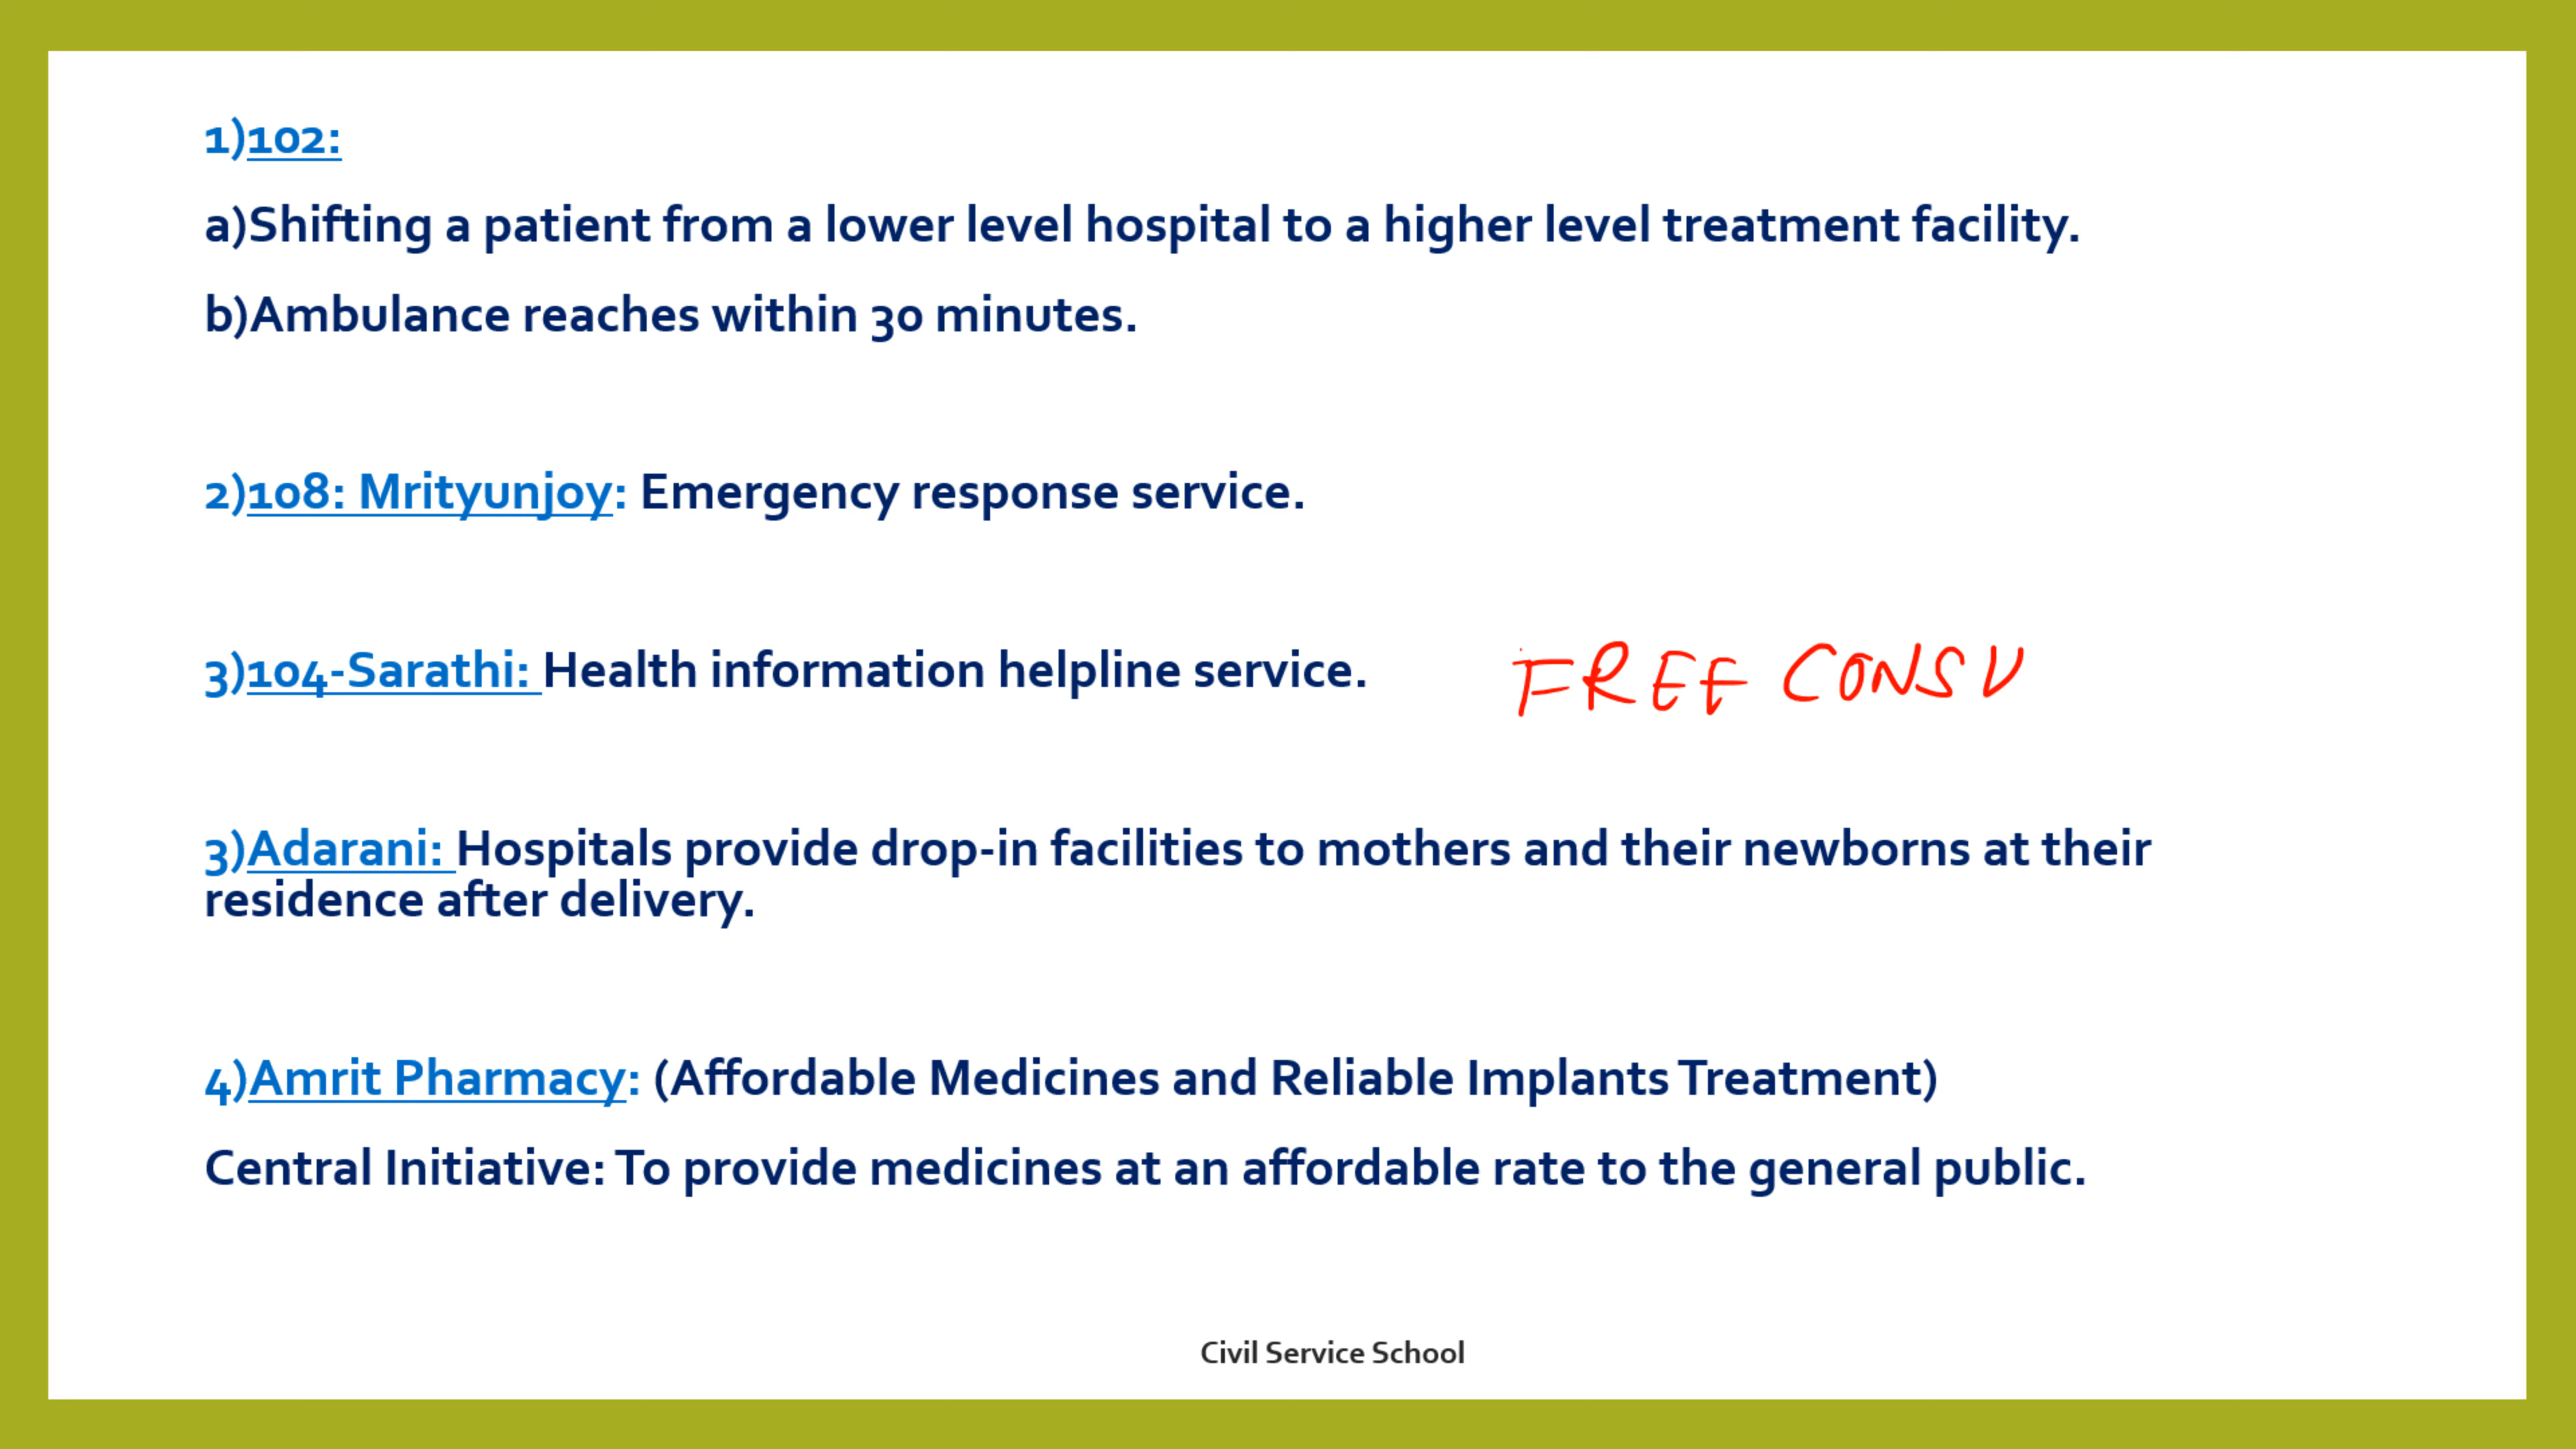 1)102:
a)Shifting a patient from a lower level hospital to a higher level treatment facility.
b)Ambulance reaches within 30 minutes.
2)108: Mrityunjoy: Emergency response service.
3)104-Sarathi: Health information helpline service. FREE CONSU
3)Adarani: Hospitals provide drop-in facilities to mothers and their newborns at their
residence after delivery.
4)Amrit Pharmacy: (Affordable Medicines and Reliable Implants Treatment)
Central Initiative: To provide medicines at an affordable rate to the general public.
Civil Service School